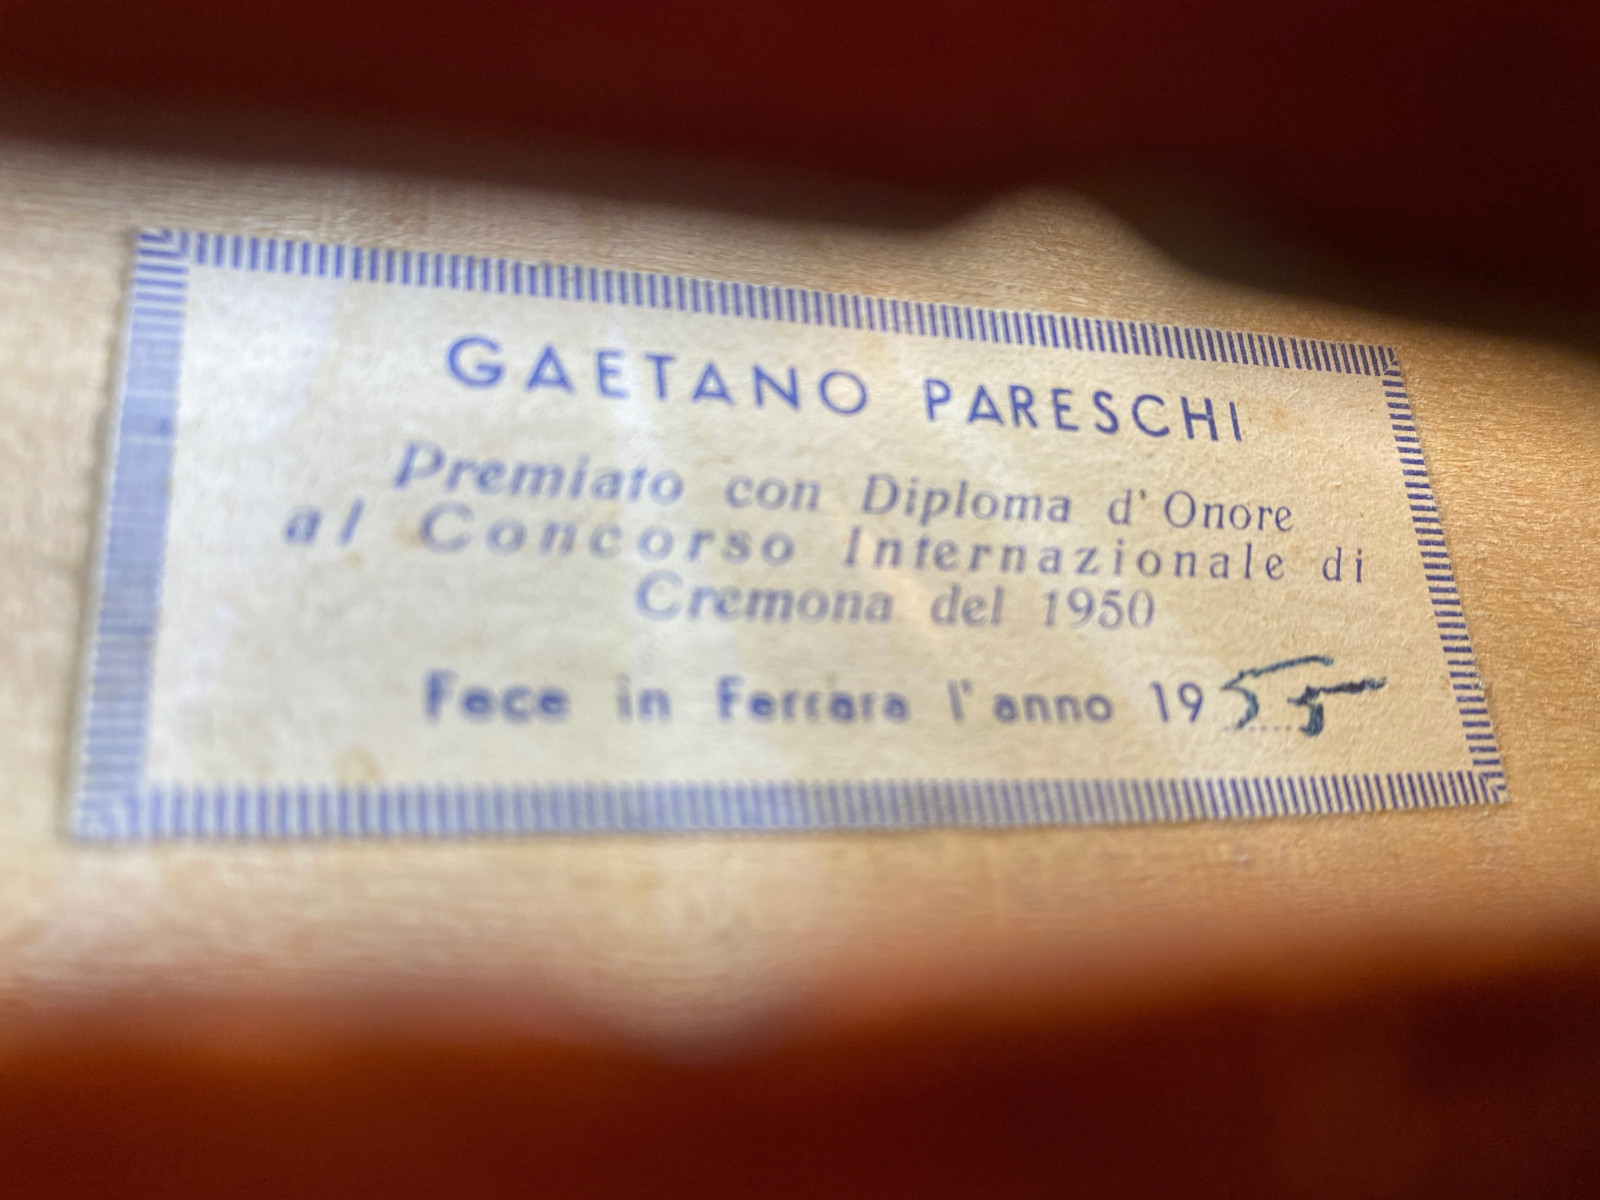 GAETANO PARESCHI
Premiato con Diploma d'Onore
al Concorso Internazionale di
Cremona del 1950
Fece in Ferrara l'anno 1955